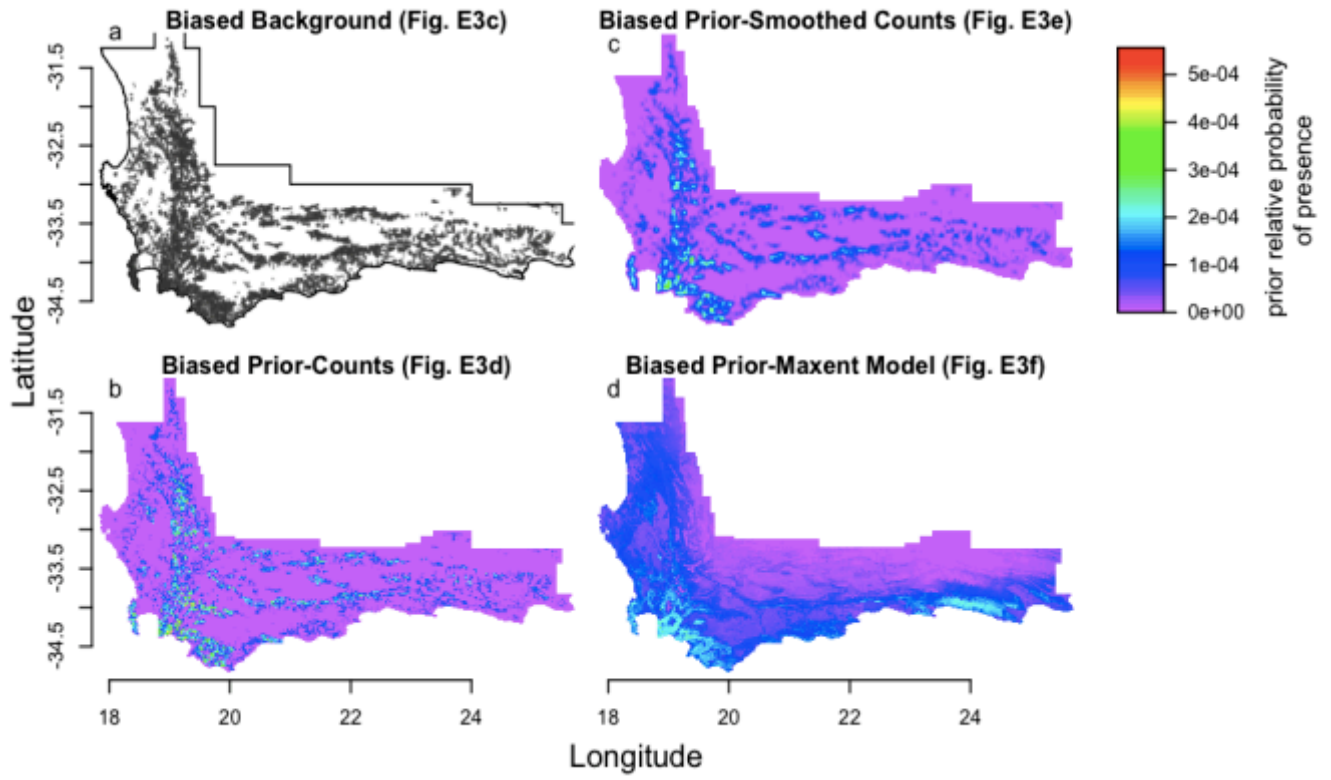 Biased Background (Fig. E3c)
a
Biased Prior-Smoothed Counts (Fig. E3e)
c
-31.5
-32.5
-33.5
-34.5
5e-04
4e-04
3e-04
2e-04
1e-04
0e+00
prior relative probability
of presence
Latitude
Biased Prior-Counts (Fig. E3d)
b
Biased Prior-Maxent Model (Fig. E3f)
d
-31.5
-32.5
-33.5
-34.5
18 20 22 24
18 20 22 24
Longitude